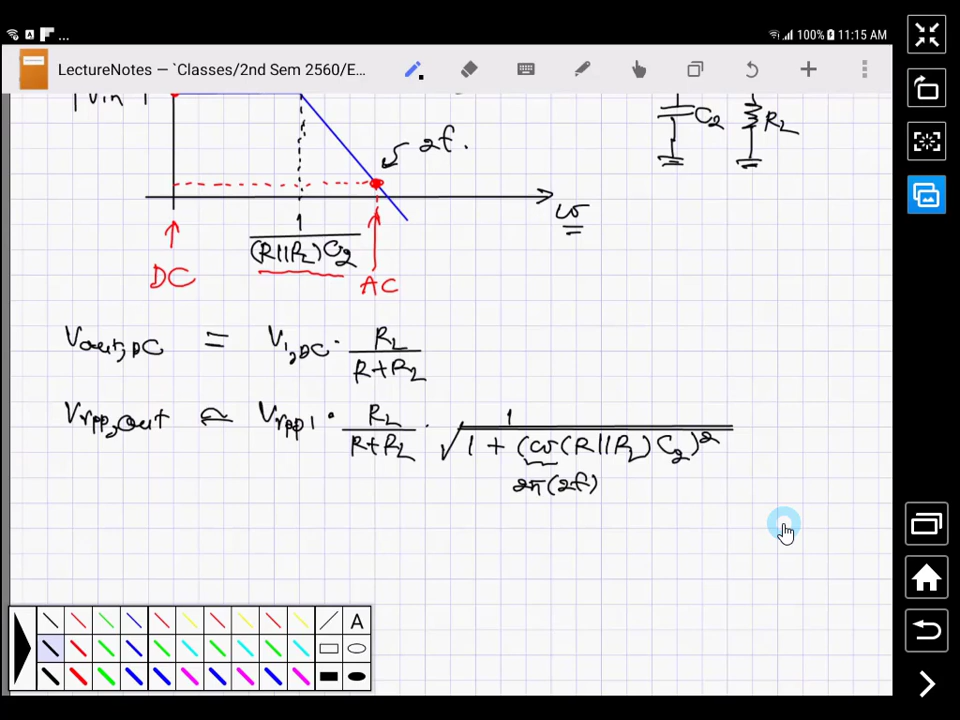 A ... 100% 11:15 AM
LectureNotes — `Classes/2nd Sem 2560/E...
| Vin |
C2 RL
2f.
ω
1 / (R||RL)C2
DC AC
Vout,DC = V1,DC · RL / (R+RL)
Vrpp,out ≃ Vrpp1 · RL / (R+RL) · 1 / √(1 + (ω(R||RL)C2)²)
2π(2f)
A